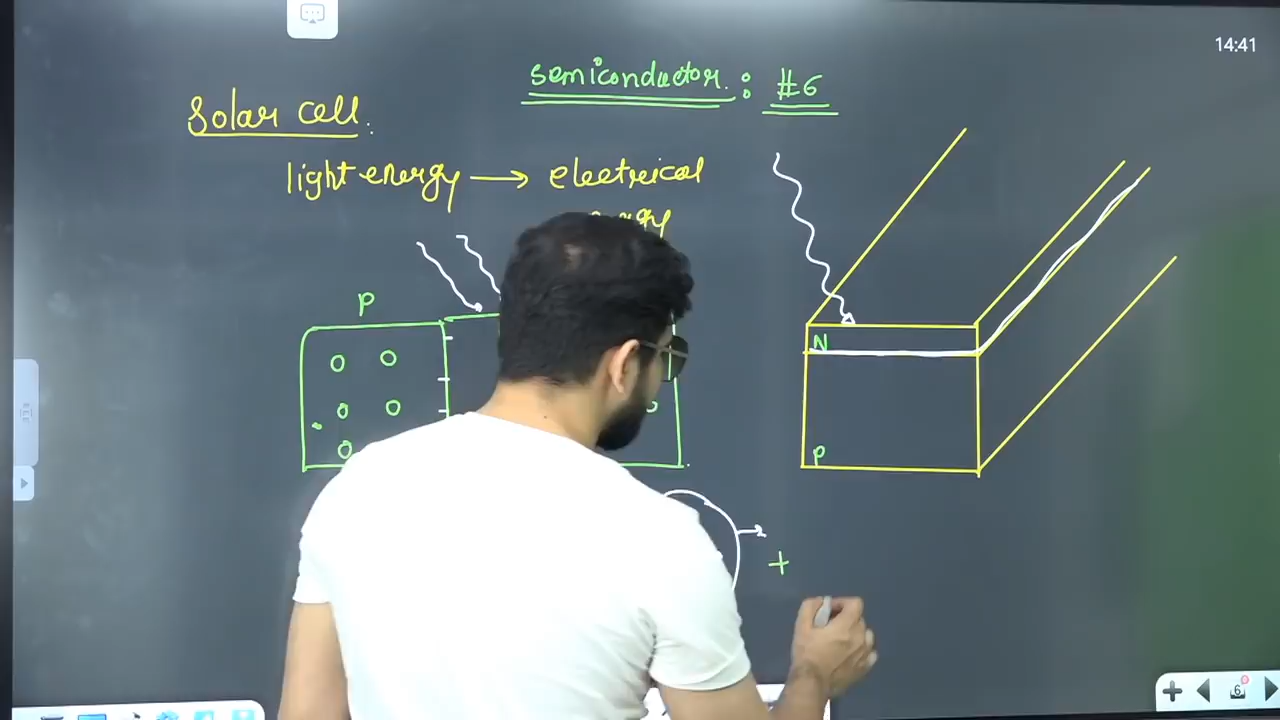 14:41
semiconductor : #6
Solar cell.
light energy → electrical
P
N
P
+
6